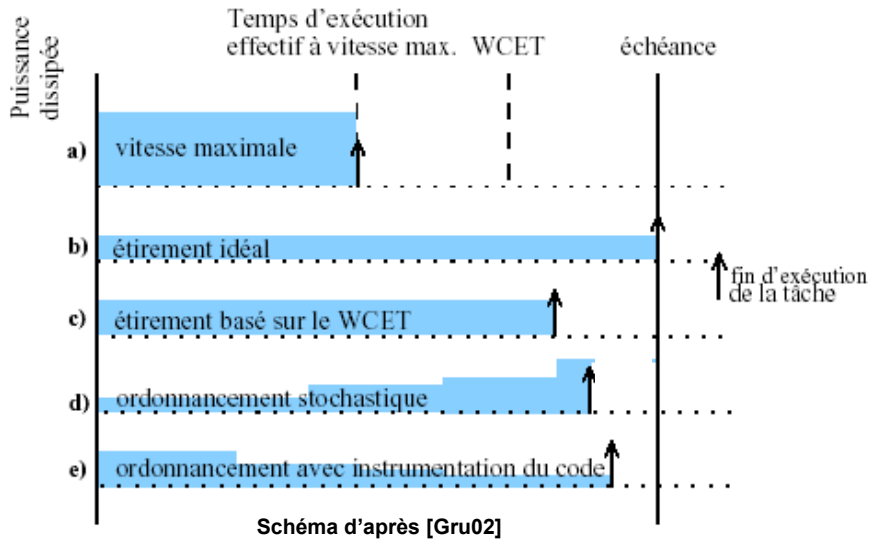 Temps d'exécution
effectif à vitesse max. WCET échéance
Puissance
dissipée
a) vitesse maximale
b) étirement idéal
fin d'exécution
de la tâche
c) étirement basé sur le WCET
d) ordonnancement stochastique
e) ordonnancement avec instrumentation du code
Schéma d'après [Gru02]